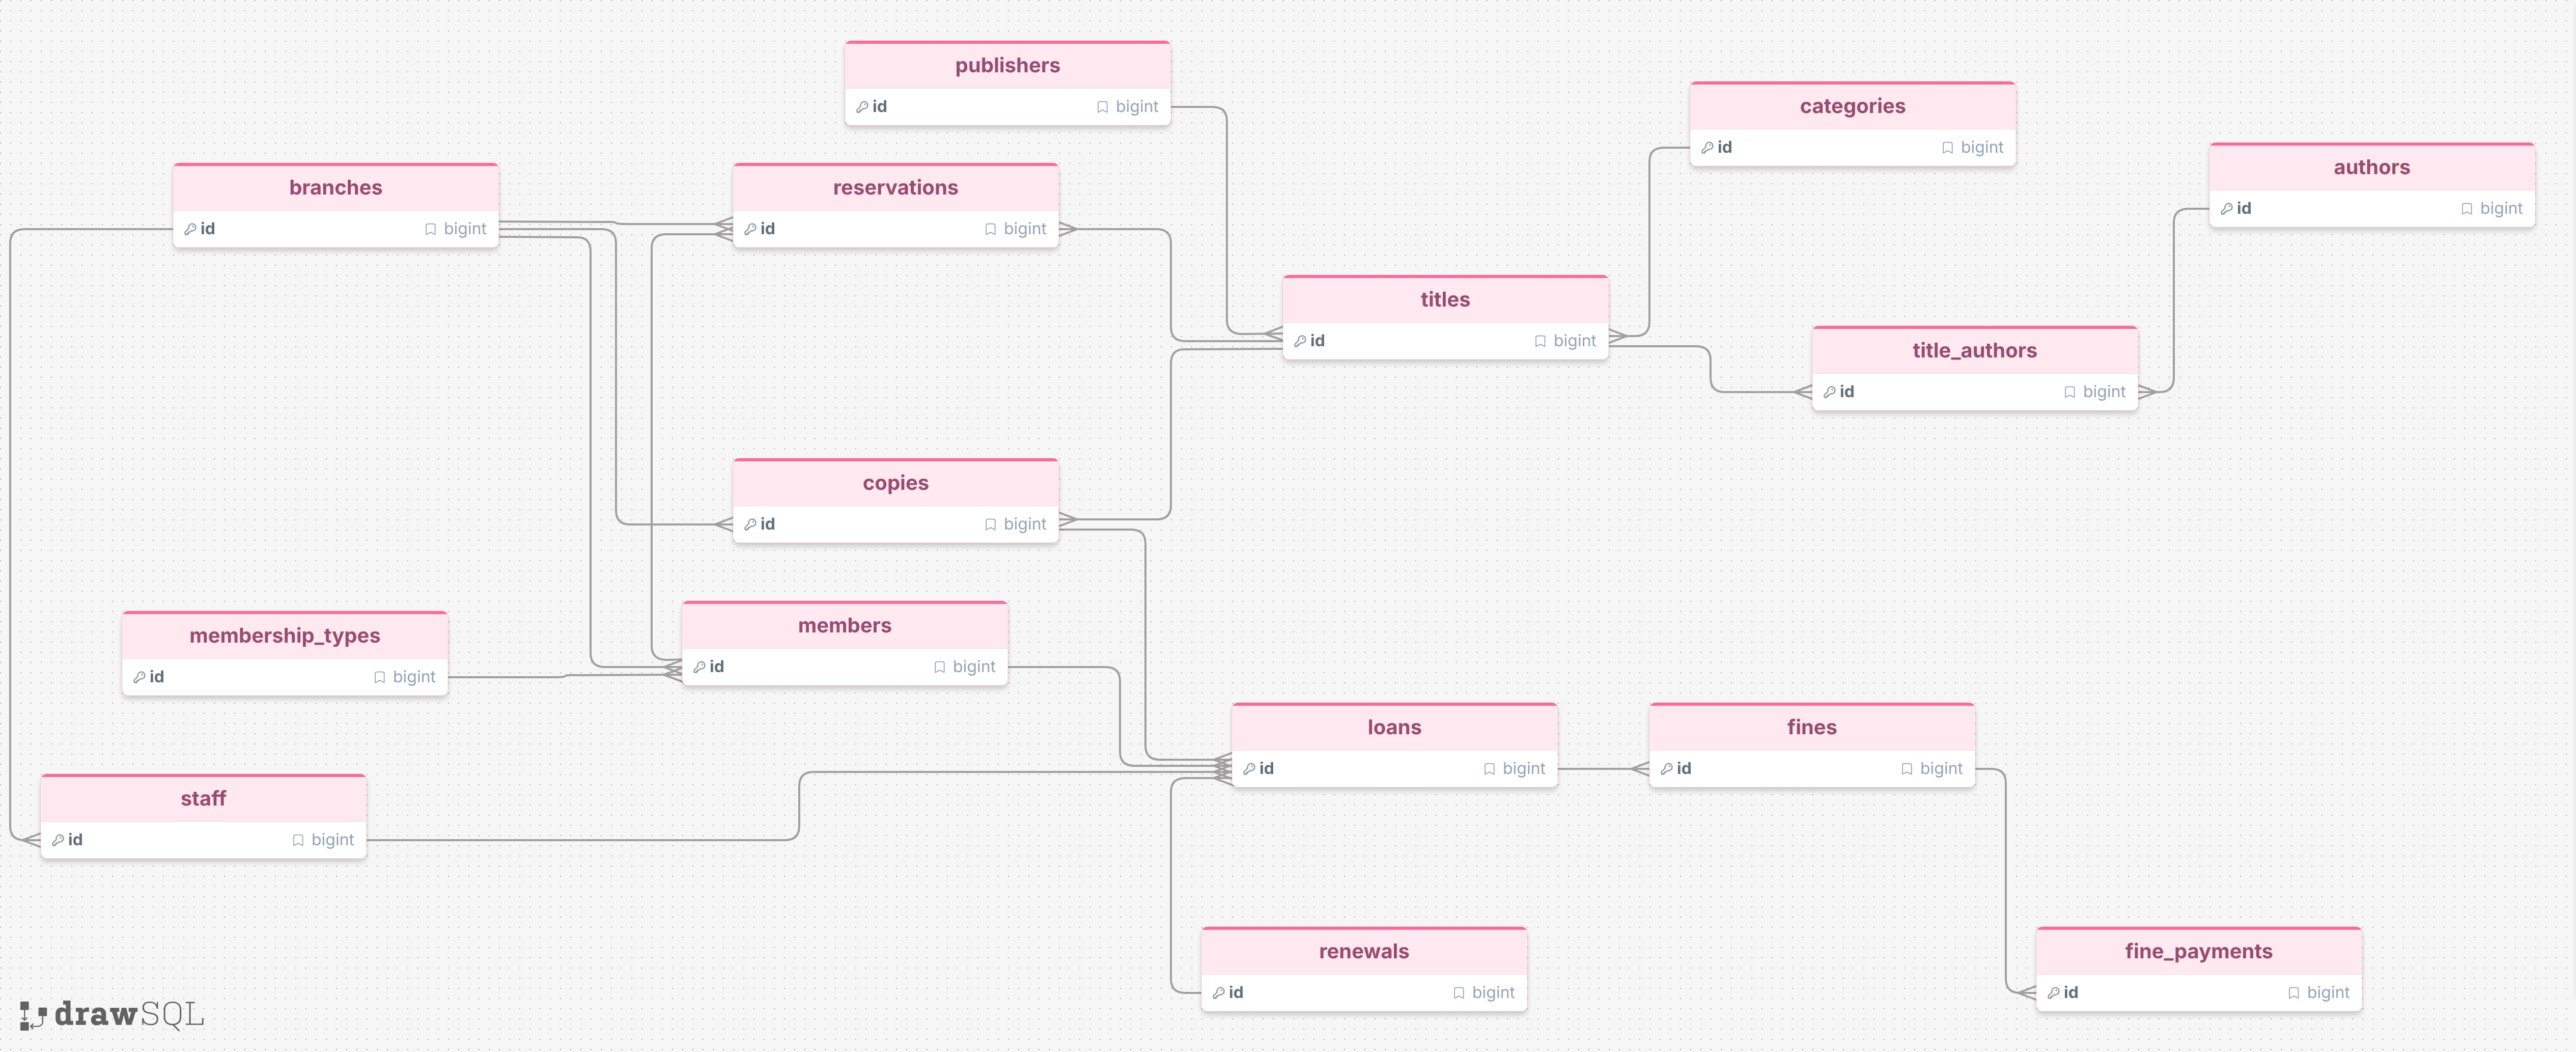 publishers
id bigint
categories
id bigint
authors
id bigint
branches
id bigint
reservations
id bigint
titles
id bigint
title_authors
id bigint
copies
id bigint
membership_types
id bigint
members
id bigint
loans
id bigint
fines
id bigint
staff
id bigint
renewals
id bigint
fine_payments
id bigint
drawSQL